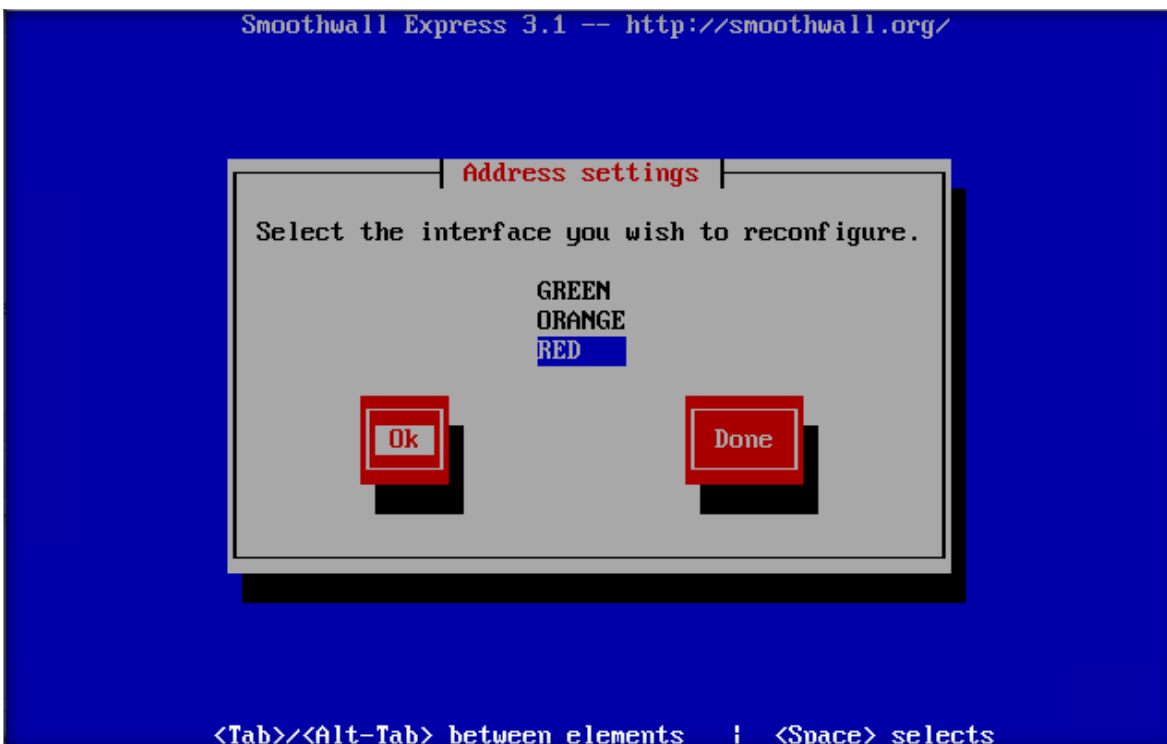 Smoothwall Express 3.1 -- http://smoothwall.org/
Address settings
Select the interface you wish to reconfigure.
GREEN
ORANGE
RED
Ok
Done
<Tab>/<Alt-Tab> between elements | <Space> selects